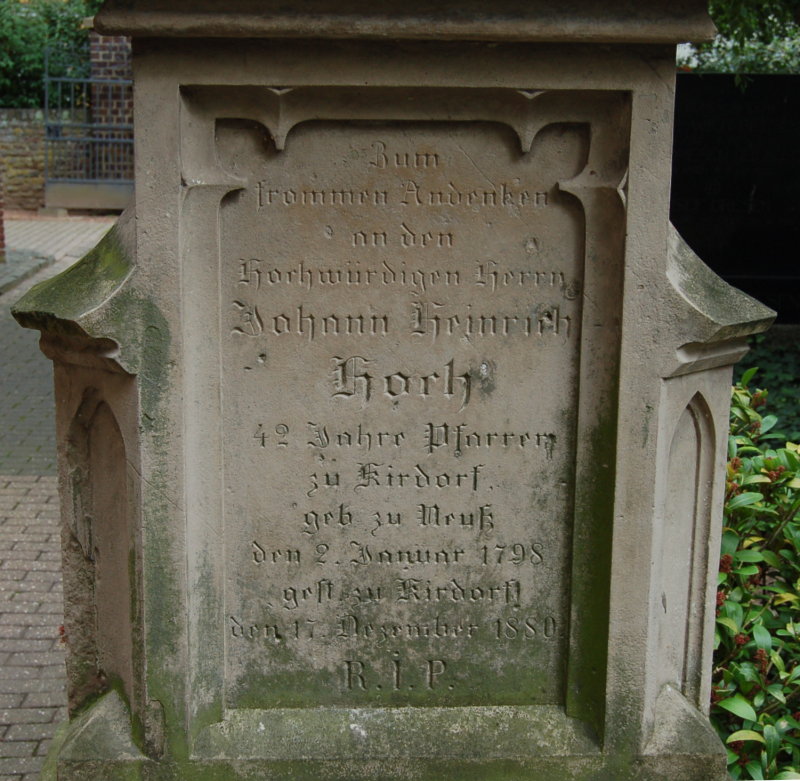 Zum
frommen Andenken
an den
Hochwürdigen Herrn
Johann Heinrich
Hoch
42 Jahre Pfarrer
zu Kirdorf,
geb zu Neuß
den 2. Januar 1798
gest. zu Kirdorf
den 17. Dezember 1880
R. i. P.